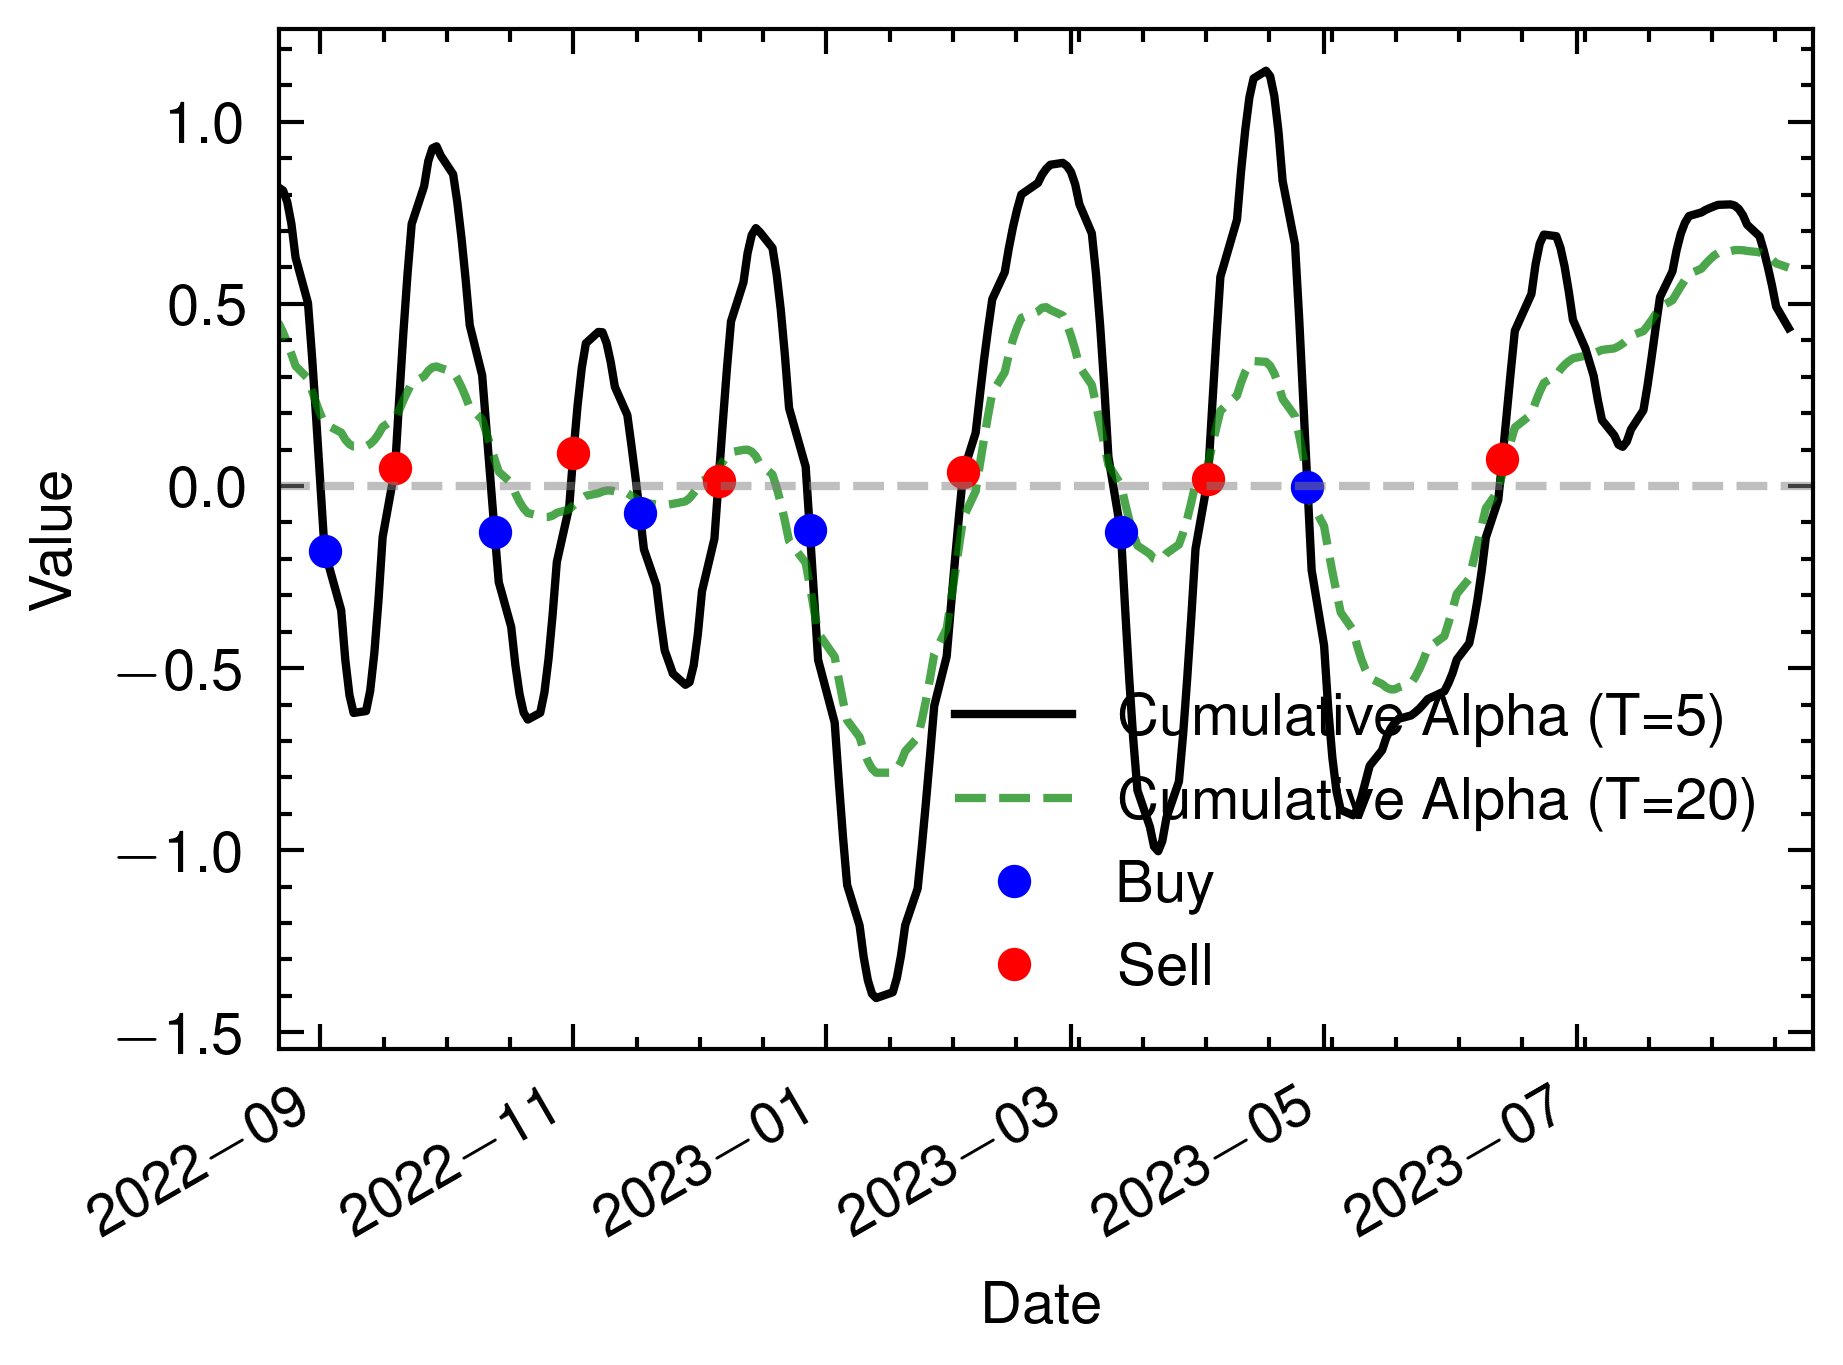 1.0
0.5
0.0
−0.5
−1.0
−1.5
Value
Cumulative Alpha (T=5)
Cumulative Alpha (T=20)
Buy
Sell
2022−09
2022−11
2023−01
2023−03
2023−05
2023−07
Date